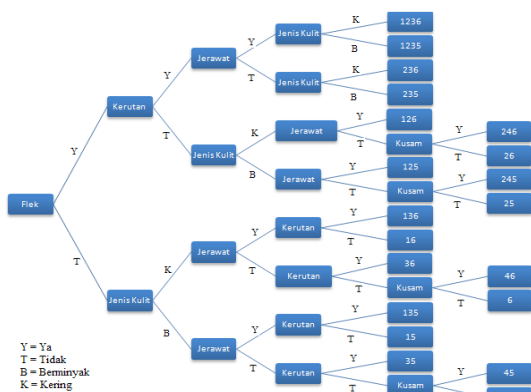 Y
Jenis Kulit
K
1236
B
1235
Jerawat
T
Jenis Kulit
K
236
B
235
Y
Kerutan
T
Jenis Kulit
K
Jerawat
Y
126
T
Kusam
Y
246
T
26
B
Jerawat
Y
125
T
Kusam
Y
245
T
25
Y
Flek
T
Jenis Kulit
K
Jerawat
Y
Kerutan
Y
136
T
16
T
Kerutan
Y
36
T
Kusam
Y
46
T
6
B
Jerawat
Y
Kerutan
Y
135
T
15
T
Kerutan
Y
35
T
Kusam
Y
45
T
Y = Ya
T = Tidak
B = Berminyak
K = Kering